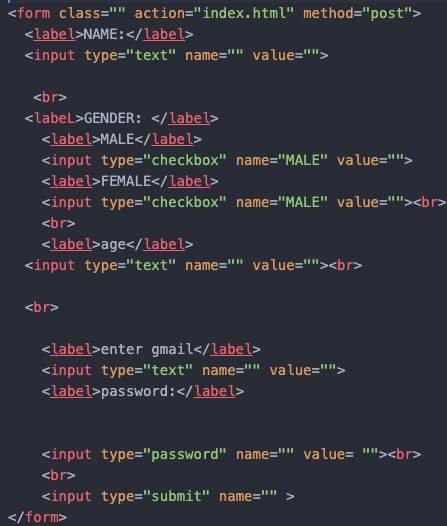 <form class="" action="index.html" method="post">
<label>NAME:</label>
<input type="text" name="" value="">
<br>
<labeL>GENDER: </label>
<label>MALE</label>
<input type="checkbox" name="MALE" value="">
<label>FEMALE</label>
<input type="checkbox" name="MALE" value=""><br>
<br>
<label>age</label>
<input type="text" name="" value=""><br>
<br>
<label>enter gmail</label>
<input type="text" name="" value="">
<label>password:</label>
<input type="password" name="" value= ""><br>
<br>
<input type="submit" name="" >
</form>